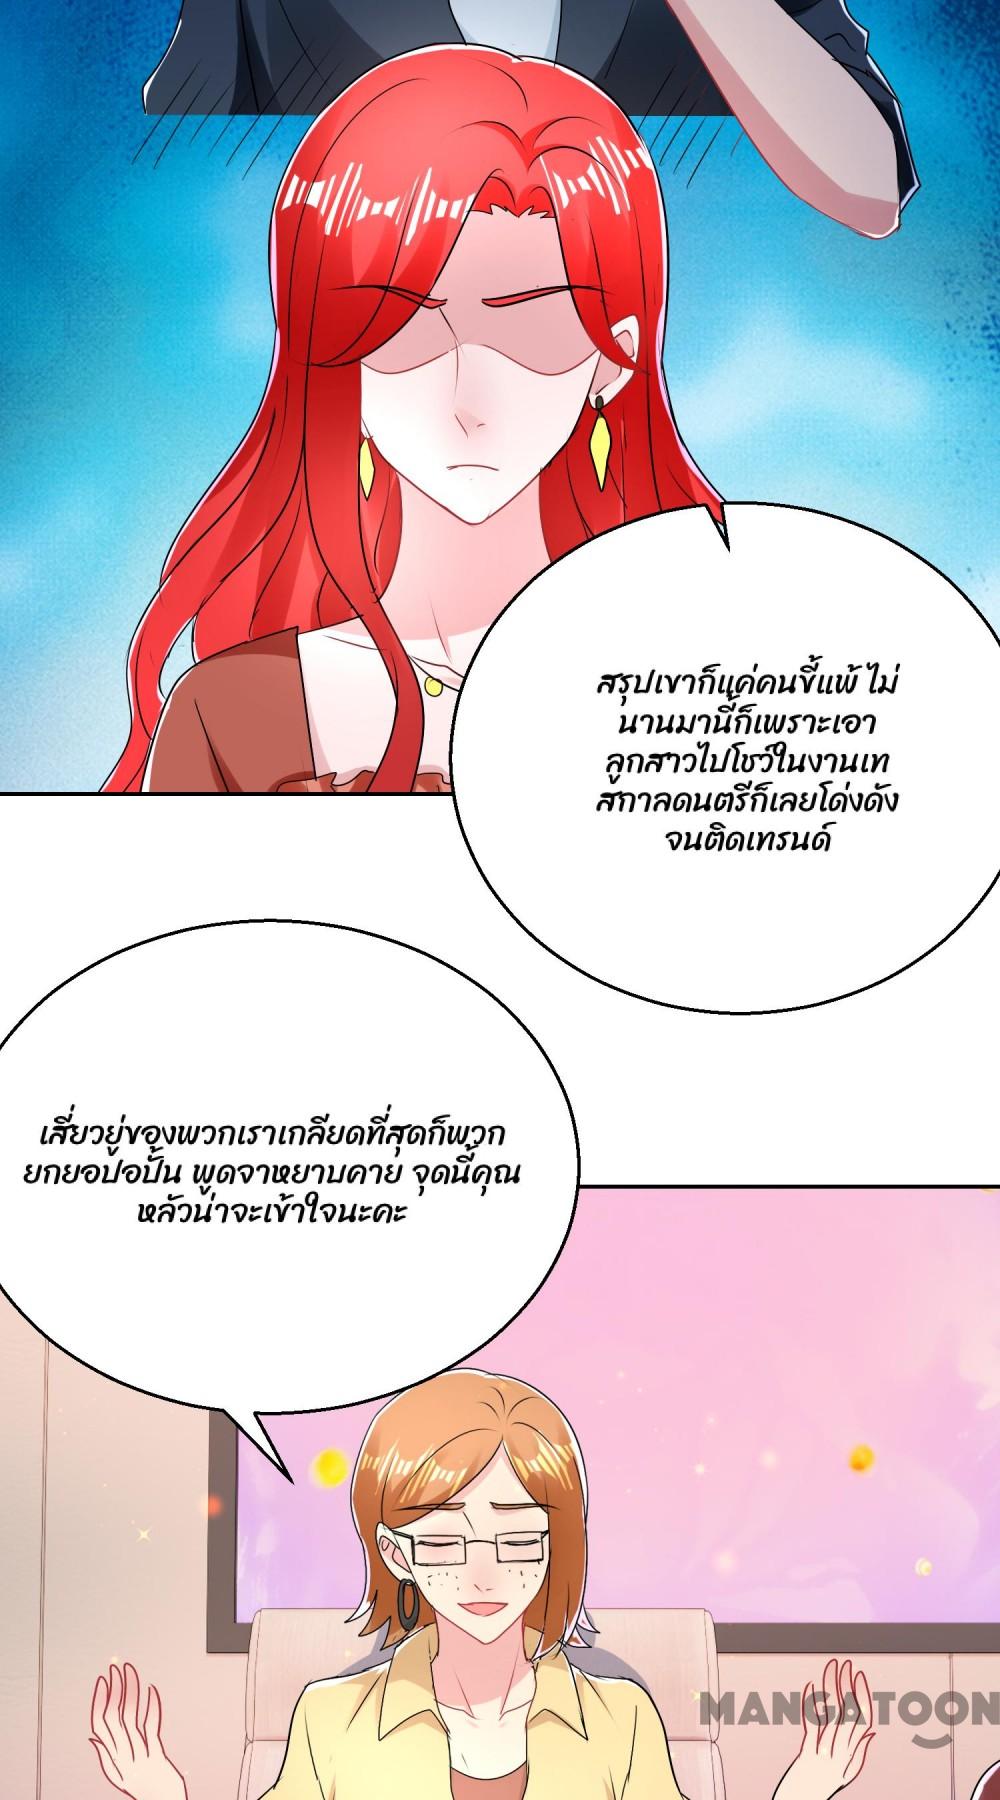 สรุปเขาก็แค่คนขี้แพ้ ไม่
นานมานี้ก็เพราะเอา
ลูกสาวไปโชว์ในงานเท
สกาลดนตรีก็เลยโด่งดัง
จนติดเทรนด์
เสี่ยวยู่ของพวกเราเกลียดที่สุดก็พวก
ยกยอปอปั้น พูดจาหยาบคาย จุดนี้คุณ
หลัวน่าจะเข้าใจนะคะ
MANGATOON